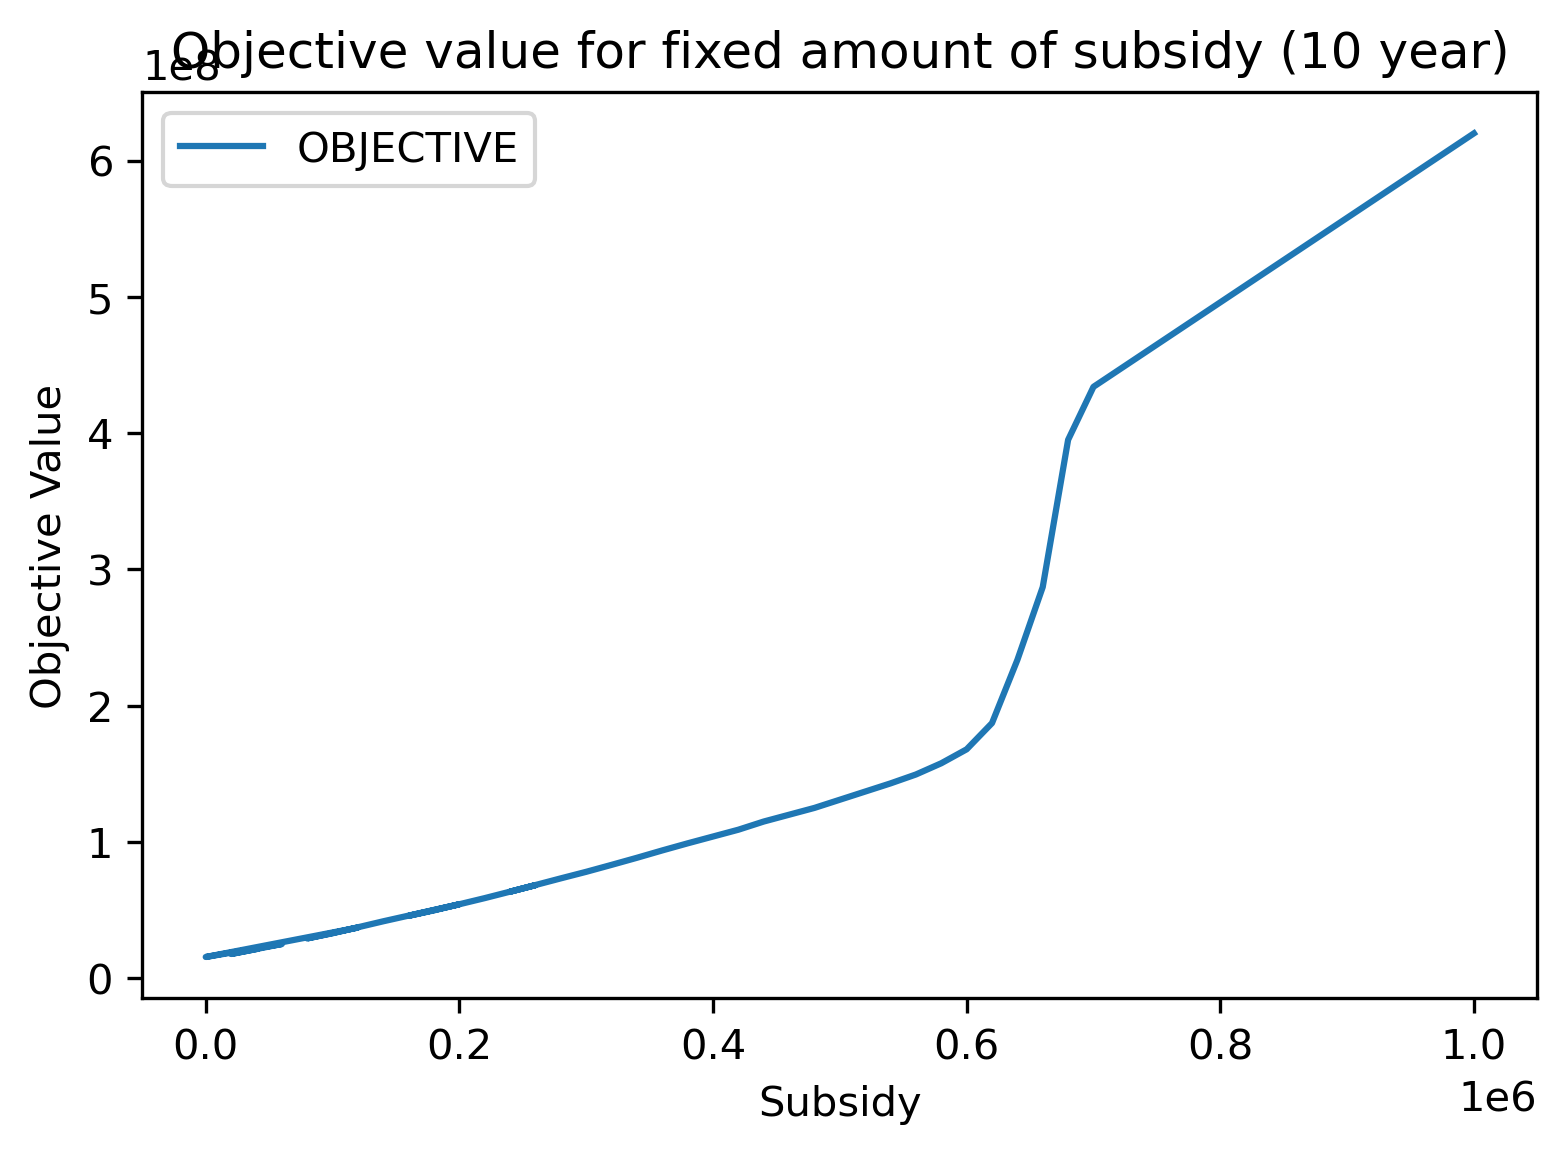 Objective value for fixed amount of subsidy (10 year)
1e8
OBJECTIVE
6
5
4
3
2
1
0
Objective Value
0.0 0.2 0.4 0.6 0.8 1.0
1e6
Subsidy